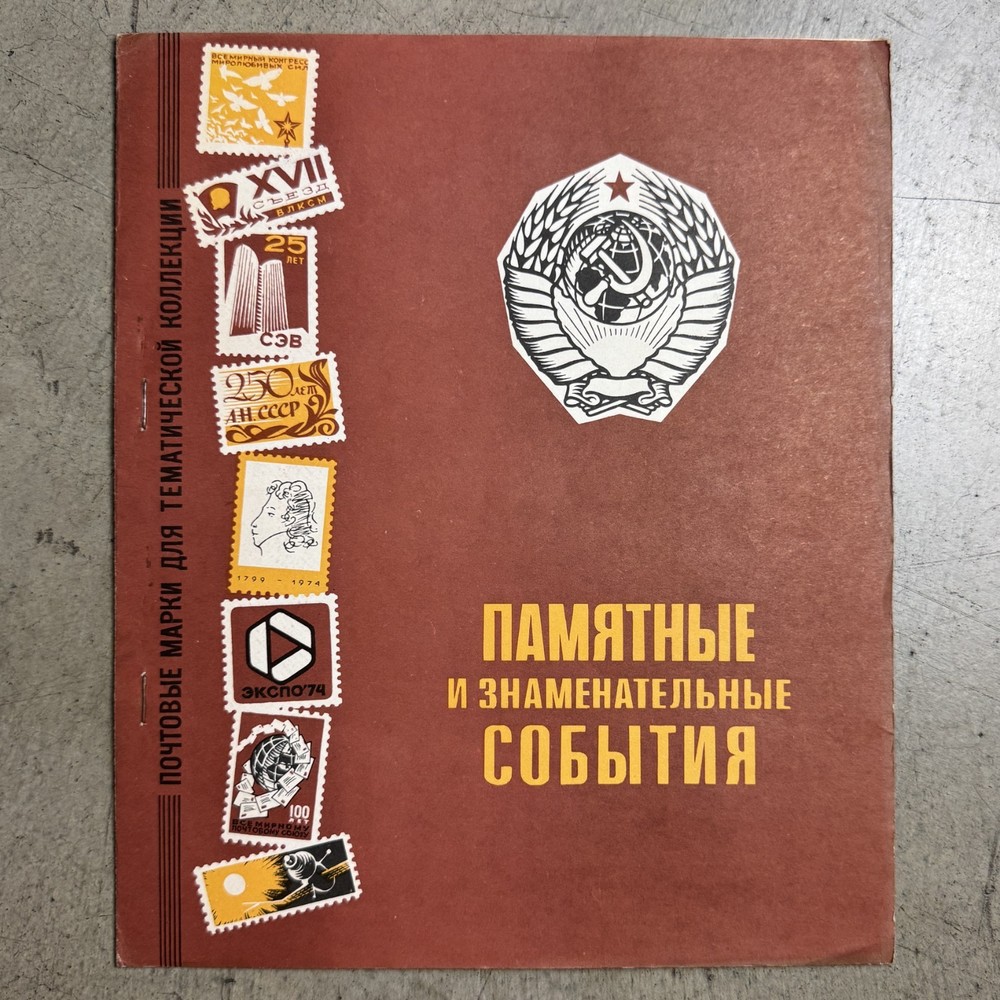 ПОЧТОВЫЕ МАРКИ ДЛЯ ТЕМАТИЧЕСКОЙ КОЛЛЕКЦИИ
ВСЕМИРНЫЙ КОНГРЕСС
МИРОЛЮБИВЫХ СИЛ
XVII
СЪЕЗД
ВЛКСМ
25
ЛЕТ
СЭВ
250 ЛЕТ
А.Н. СССР
1799 - 1974
ЭКСПО'74
100
ЛЕТ
ВСЕМИРНОМУ
ПОЧТОВОМУ СОЮЗУ
ПАМЯТНЫЕ
И ЗНАМЕНАТЕЛЬНЫЕ
СОБЫТИЯ